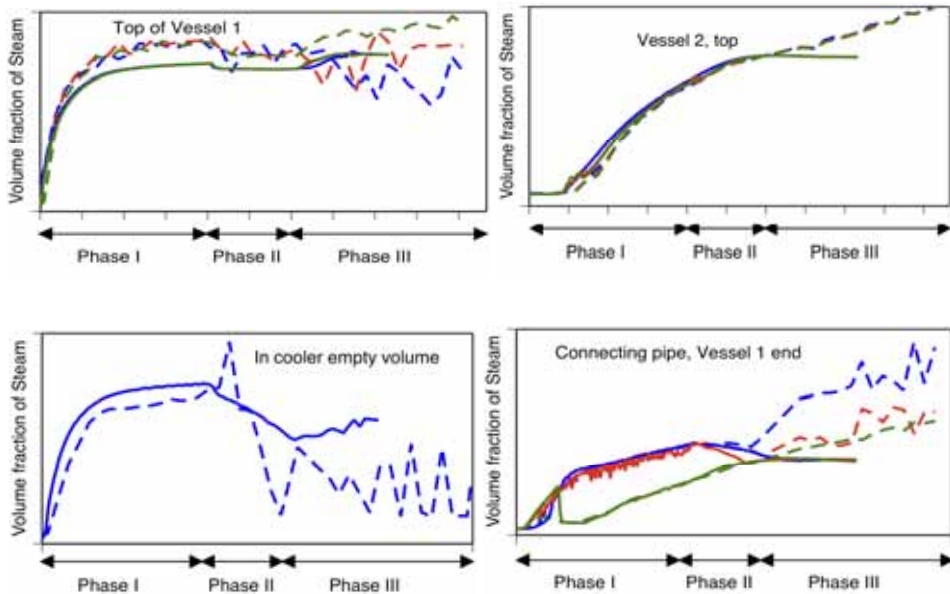 Volume fraction of Steam
Top of Vessel 1
Phase I
Phase II
Phase III
Volume fraction of Steam
Vessel 2, top
Phase I
Phase II
Phase III
Volume fraction of Steam
In cooler empty volume
Phase I
Phase II
Phase III
Volume fraction of Steam
Connecting pipe, Vessel 1 end
Phase I
Phase II
Phase III